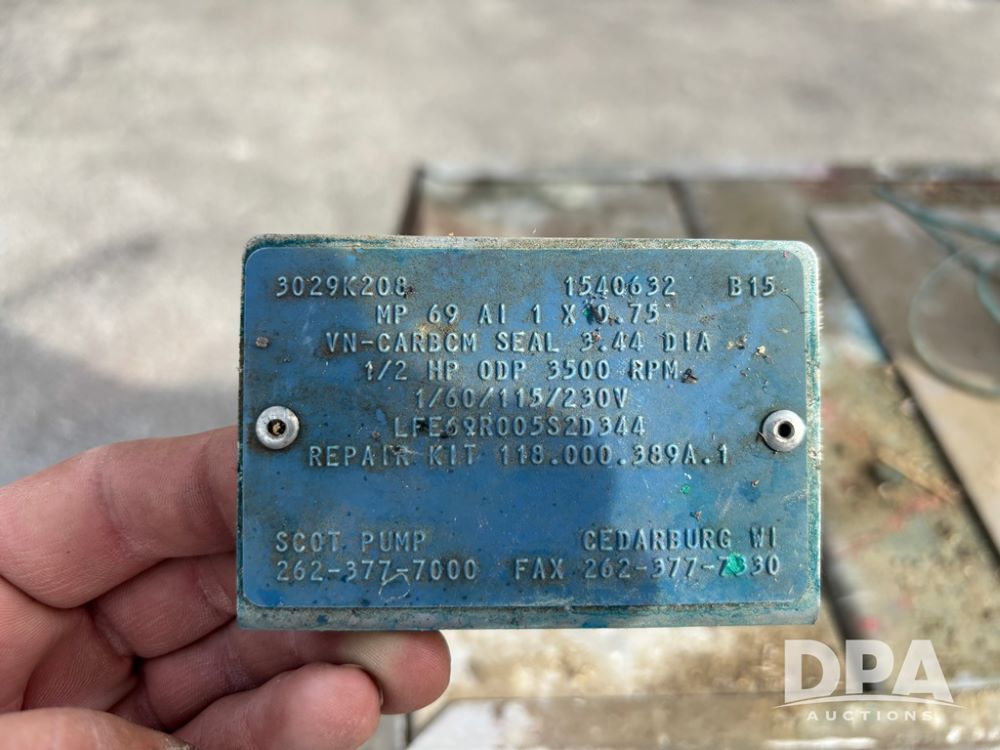 3029K208 1540632 B15
MP 69 AI 1 X 0.75
VN-CARBCM SEAL 3.44 DIA
1/2 HP ODP 3500 RPM
1/60/115/230V
LFE69R005S2D344
REPAIR KIT 118.000.389A.1
SCOT PUMP CEDARBURG WI
262-377-7000 FAX 262-377-7330
DPA
AUCTIONS